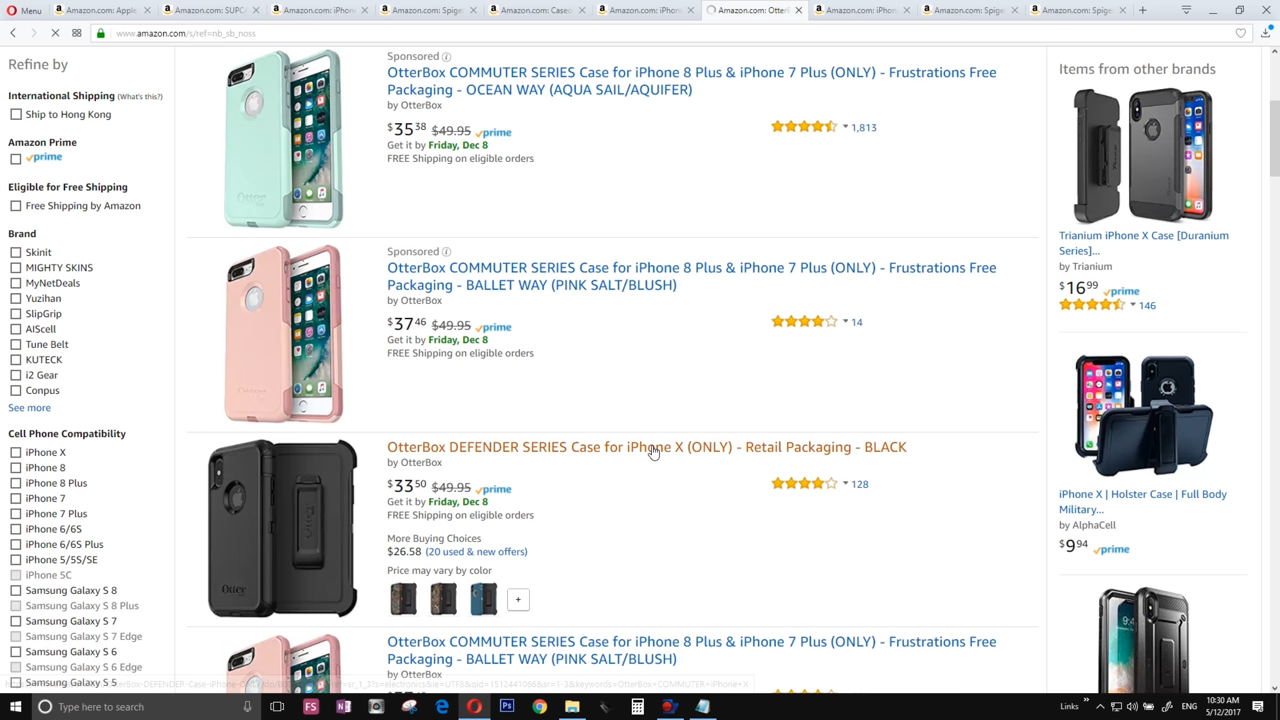 Menu
Amazon.com: Apple
Amazon.com: SUPCA
Amazon.com: iPhon
Amazon.com: Spiger
Amazon.com: Caseo
Amazon.com: iPhon
Amazon.com: Otter
Amazon.com: iPhon
Amazon.com: Spige
Amazon.com: Spige
www.amazon.com/s/ref=nb_sb_noss
Refine by
International Shipping (What's this?)
Ship to Hong Kong
Amazon Prime
prime
Eligible for Free Shipping
Free Shipping by Amazon
Brand
Skinit
MIGHTY SKINS
MyNetDeals
Yuzihan
SlipGrip
AIScell
Tune Belt
KUTECK
i2 Gear
Conpus
See more
Cell Phone Compatibility
iPhone X
iPhone 8
iPhone 8 Plus
iPhone 7
iPhone 7 Plus
iPhone 6/6S
iPhone 6/6S Plus
iPhone 5/5S/SE
iPhone 5C
Samsung Galaxy S 8
Samsung Galaxy S 8 Plus
Samsung Galaxy S 7
Samsung Galaxy S 7 Edge
Samsung Galaxy S 6
Samsung Galaxy S 6 Edge
Samsung Galaxy S 5
Sponsored
OtterBox COMMUTER SERIES Case for iPhone 8 Plus & iPhone 7 Plus (ONLY) - Frustrations Free
Packaging - OCEAN WAY (AQUA SAIL/AQUIFER)
by OtterBox
$35 38 $49.95 prime
1,813
Get it by Friday, Dec 8
FREE Shipping on eligible orders
Sponsored
OtterBox COMMUTER SERIES Case for iPhone 8 Plus & iPhone 7 Plus (ONLY) - Frustrations Free
Packaging - BALLET WAY (PINK SALT/BLUSH)
by OtterBox
$37 46 $49.95 prime
14
Get it by Friday, Dec 8
FREE Shipping on eligible orders
OtterBox DEFENDER SERIES Case for iPhone X (ONLY) - Retail Packaging - BLACK
by OtterBox
$33 50 $49.95 prime
128
Get it by Friday, Dec 8
FREE Shipping on eligible orders
More Buying Choices
$26.58 (20 used & new offers)
Price may vary by color
+
Otter
OtterBox COMMUTER SERIES Case for iPhone 8 Plus & iPhone 7 Plus (ONLY) - Frustrations Free
Packaging - BALLET WAY (PINK SALT/BLUSH)
by OtterBox
Items from other brands
Trianium iPhone X Case [Duranium
Series]...
by Trianium
$16 99 prime
146
iPhone X | Holster Case | Full Body
Military...
by AlphaCell
$9 94 prime
Type here to search
Links
10:30 AM
5/12/2017